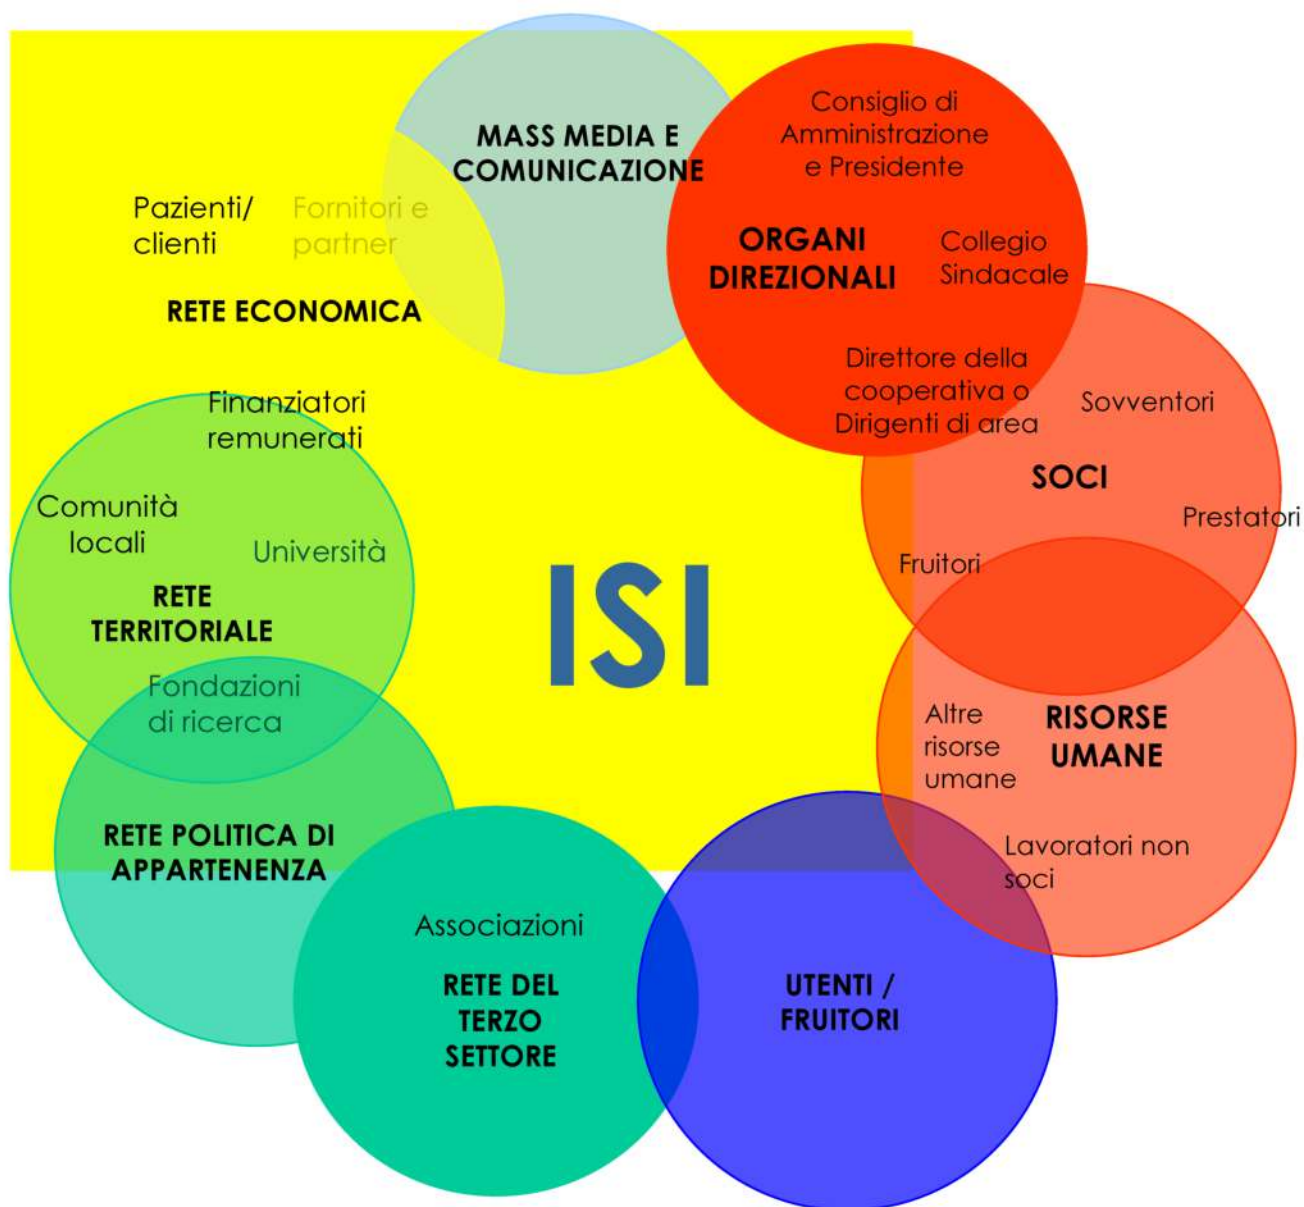 MASS MEDIA E
COMUNICAZIONE
Consiglio di
Amministrazione
e Presidente
ORGANI
DIREZIONALI
Collegio
Sindacale
Direttore della
cooperativa o
Dirigenti di area
Pazienti/
clienti
Fornitori e
partner
RETE ECONOMICA
Finanziatori
remunerati
Sovventori
SOCI
Prestatori
Fruitori
Comunità
locali
Università
RETE
TERRITORIALE
ISI
Fondazioni
di ricerca
Altre
risorse
umane
RISORSE
UMANE
Lavoratori non
soci
RETE POLITICA DI
APPARTENENZA
Associazioni
RETE DEL
TERZO
SETTORE
UTENTI /
FRUITORI